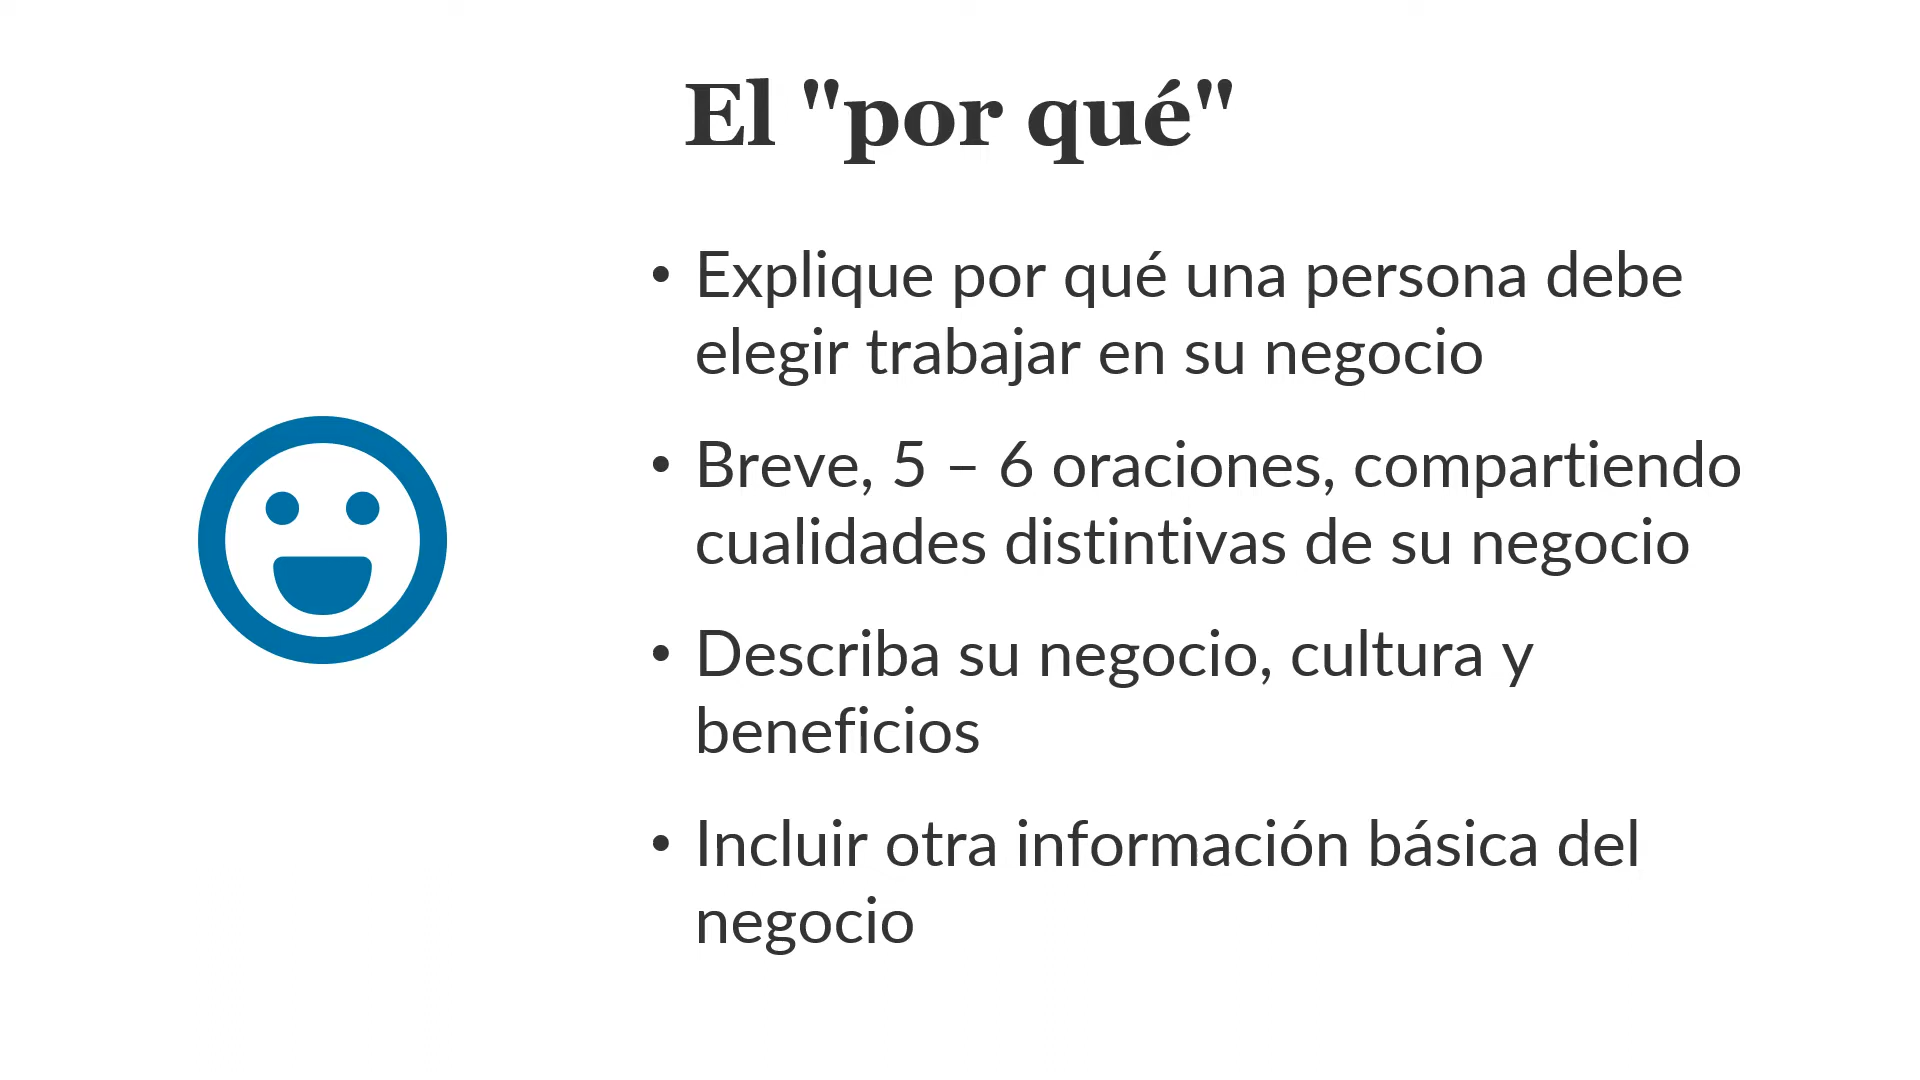 El "por qué"
• Explique por qué una persona debe
elegir trabajar en su negocio
• Breve, 5 – 6 oraciones, compartiendo
cualidades distintivas de su negocio
• Describa su negocio, cultura y
beneficios
• Incluir otra información básica del
negocio